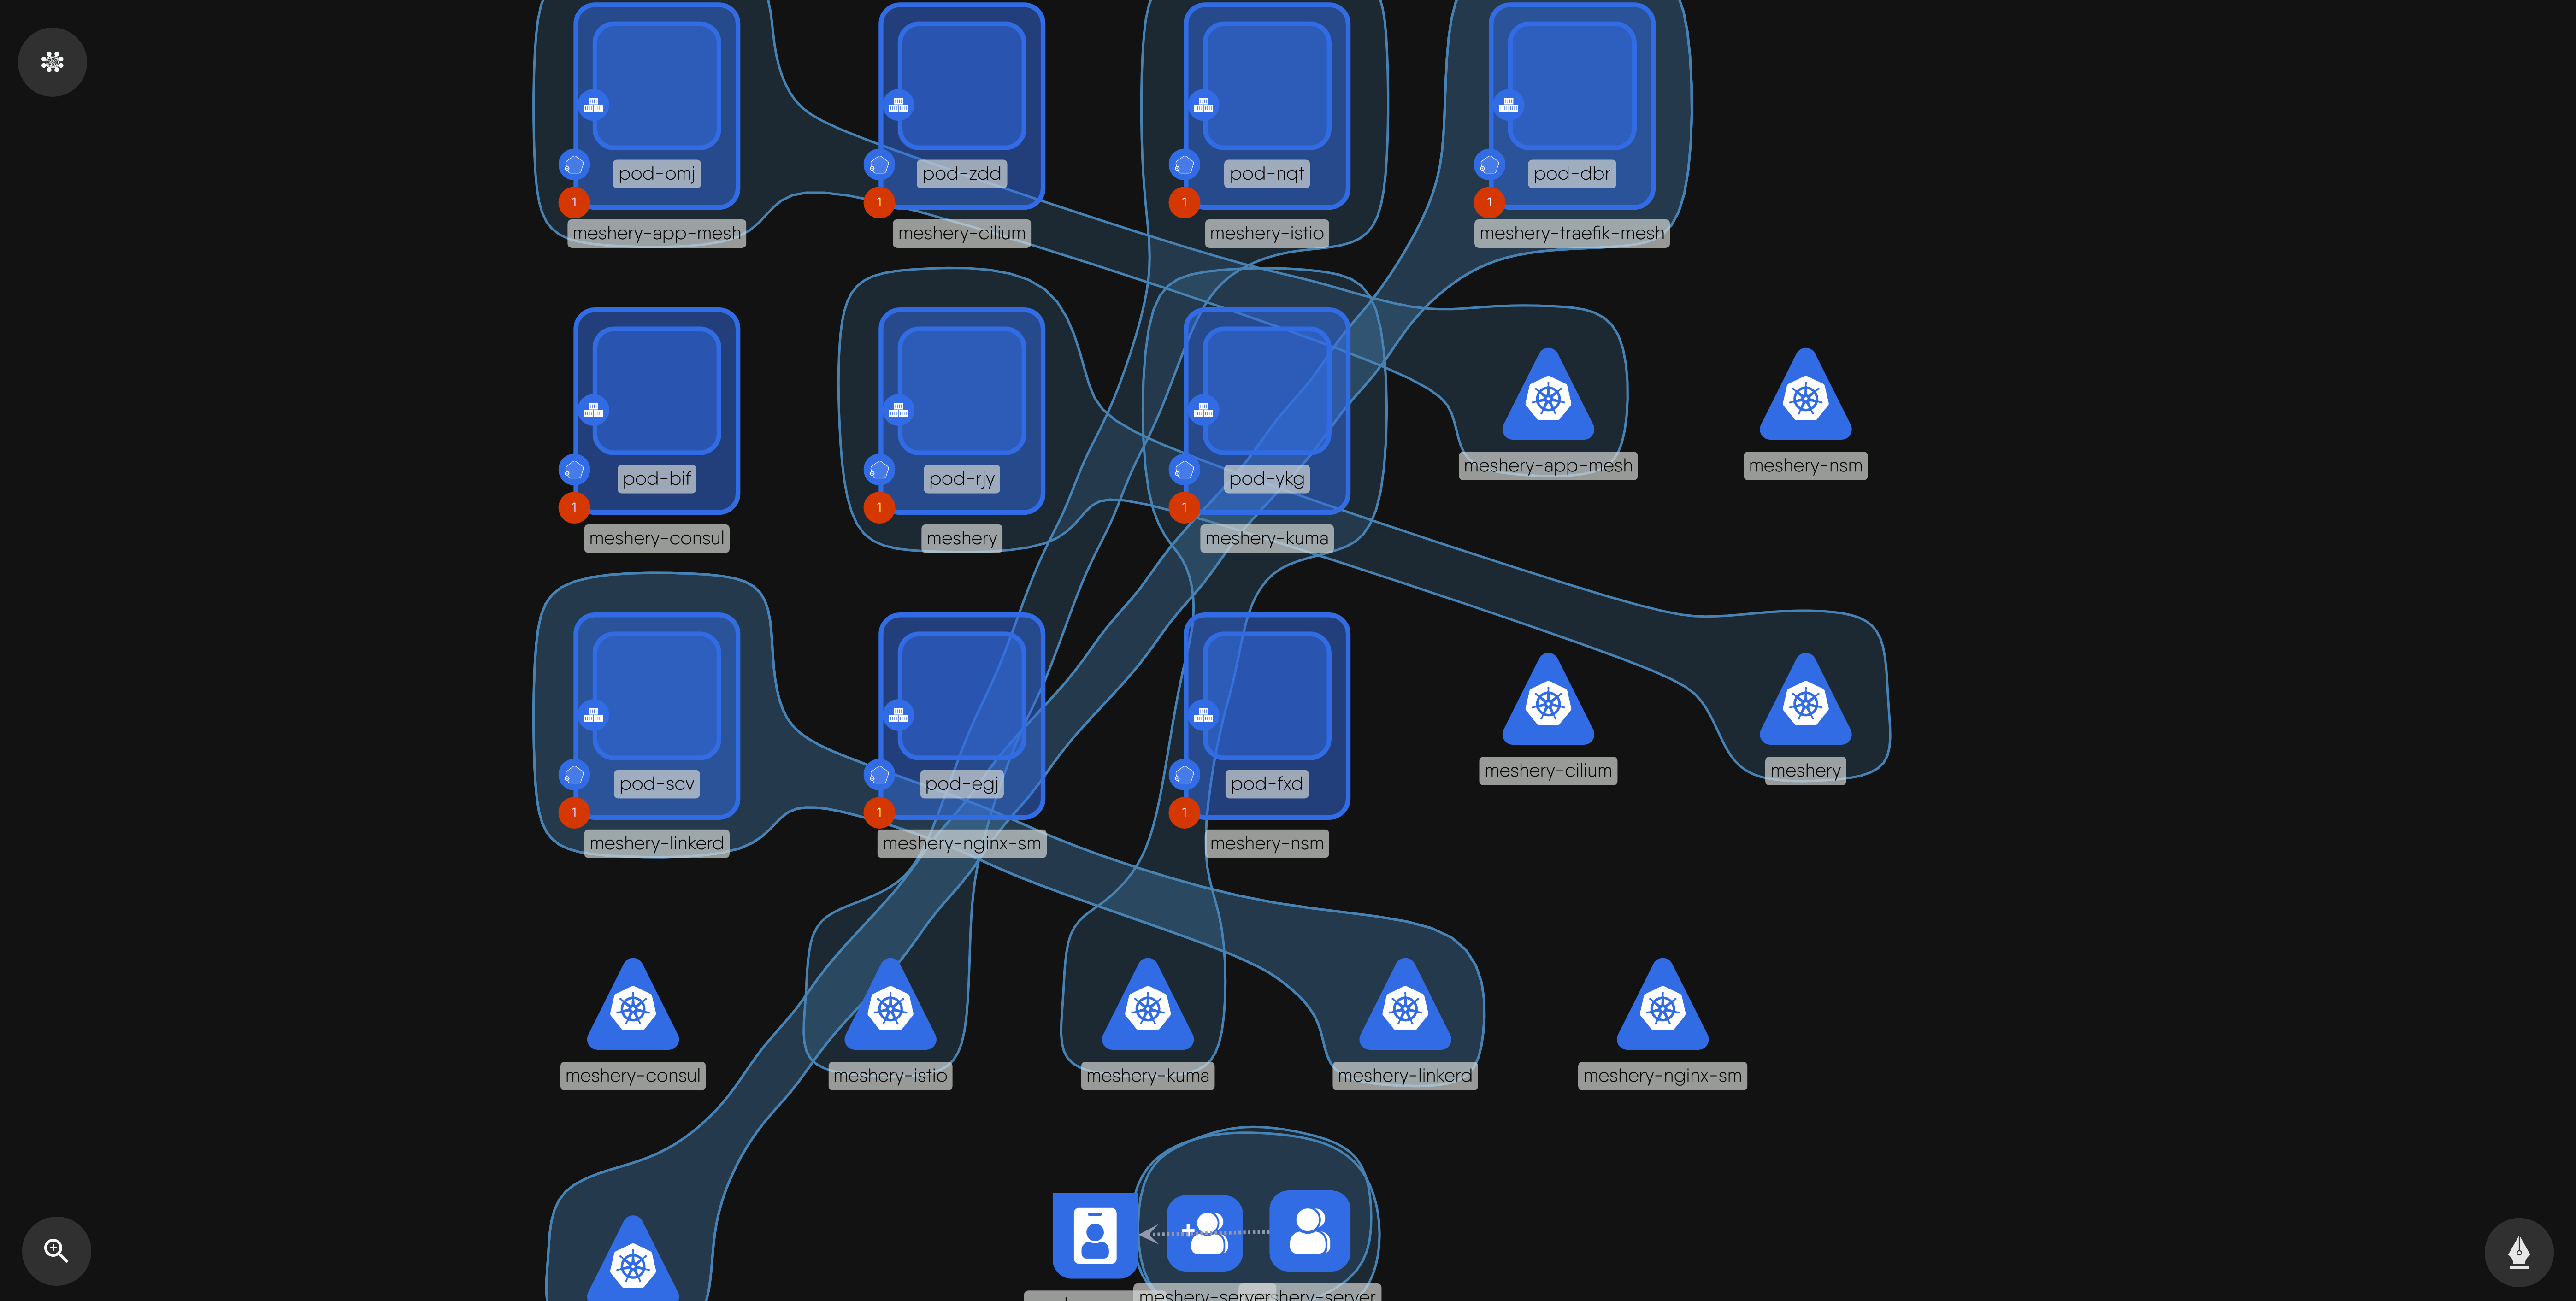 pod-omj
pod-zdd
pod-nqt
pod-dbr
1
1
1
1
meshery-app-mesh
meshery-cilium
meshery-istio
meshery-traefik-mesh
pod-bif
pod-rjy
pod-ykg
meshery-app-mesh
meshery-nsm
1
1
1
meshery-consul
meshery
meshery-kuma
pod-scv
pod-egj
pod-fxd
meshery-cilium
meshery
1
1
1
meshery-linkerd
meshery-nginx-sm
meshery-nsm
meshery-consul
meshery-istio
meshery-kuma
meshery-linkerd
meshery-nginx-sm
meshery-server